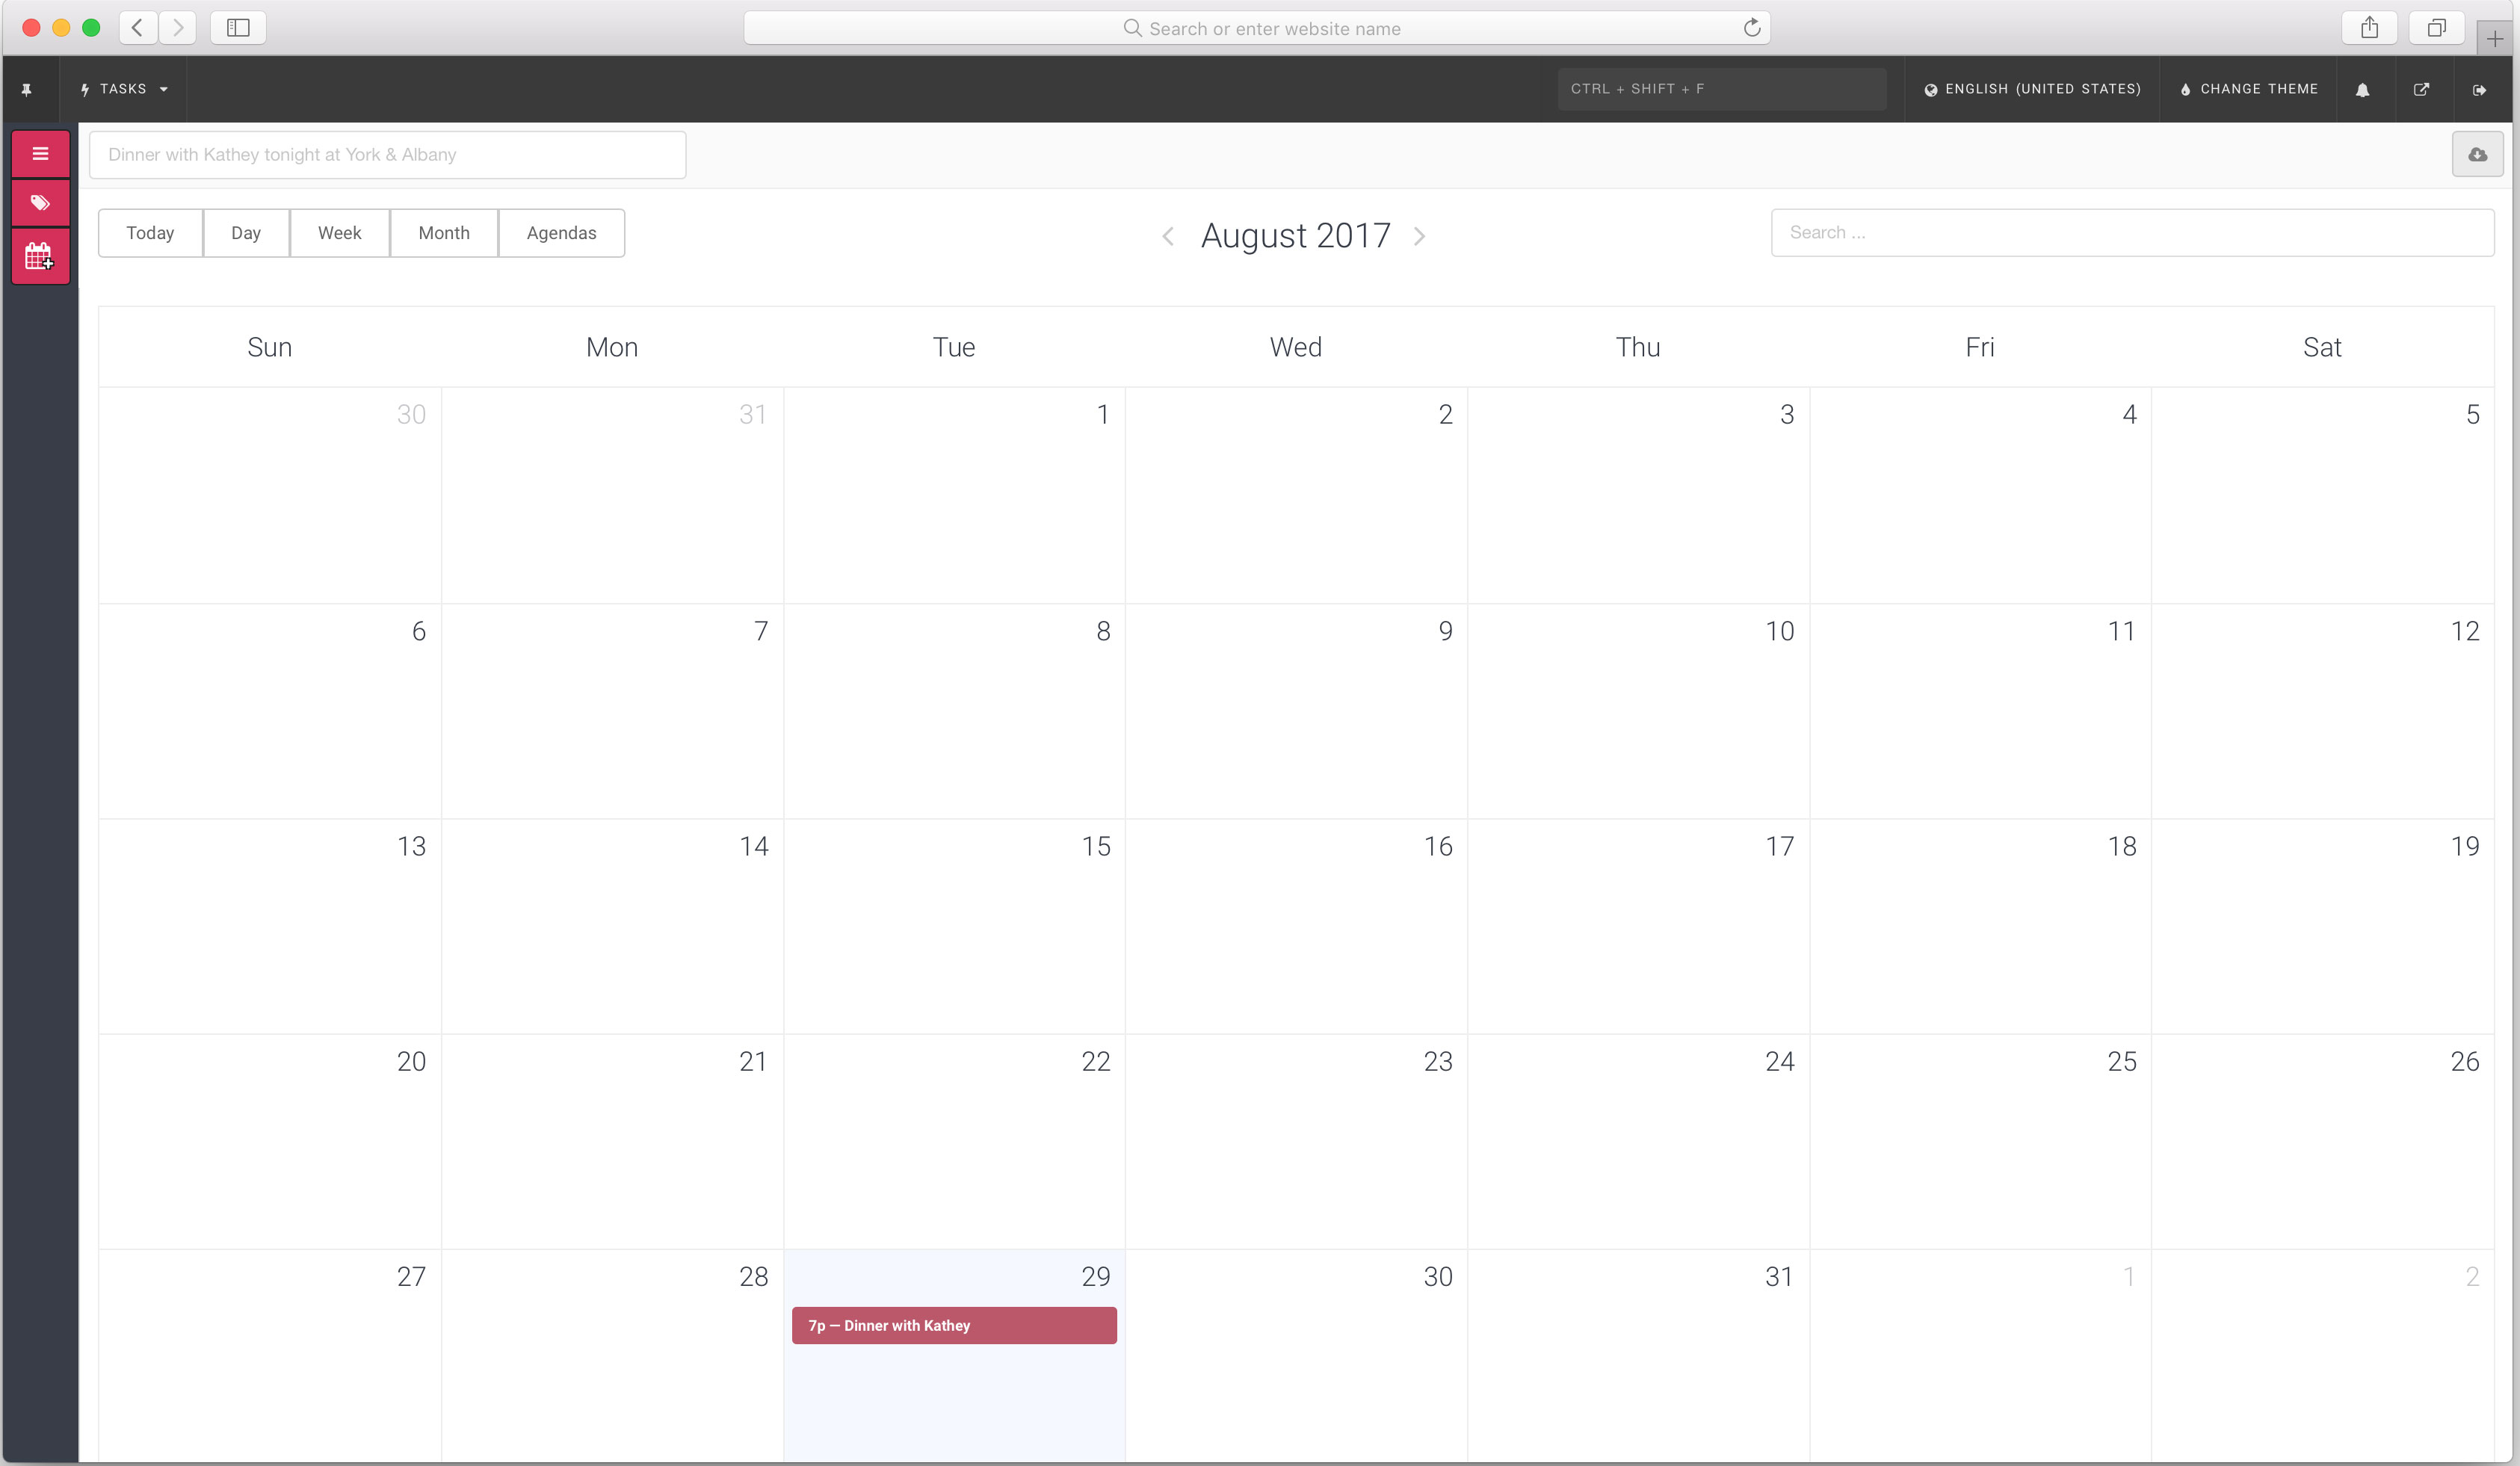 Search or enter website name
TASKS
CTRL + SHIFT + F
ENGLISH (UNITED STATES)
CHANGE THEME
Dinner with Kathey tonight at York & Albany
Today Day Week Month Agendas
August 2017
Search ...
Sun Mon Tue Wed Thu Fri Sat
30 31 1 2 3 4 5
6 7 8 9 10 11 12
13 14 15 16 17 18 19
20 21 22 23 24 25 26
27 28 29 30 31 1 2
7p — Dinner with Kathey